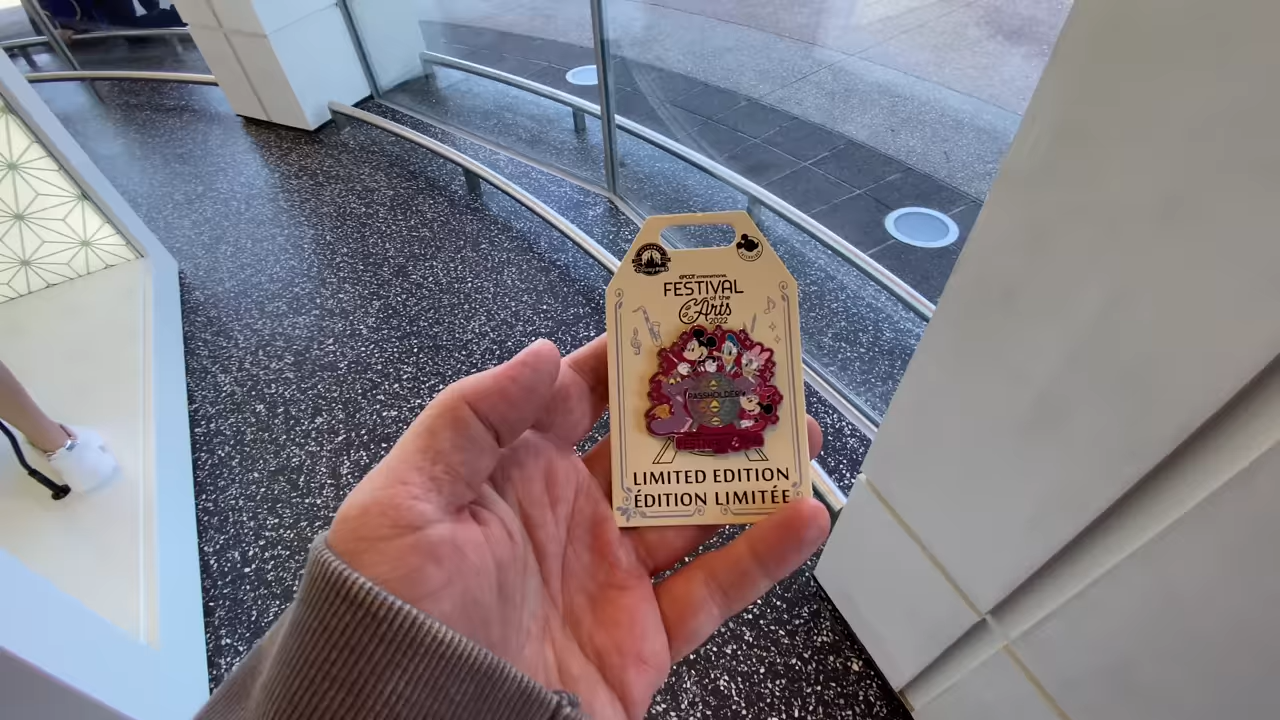 EPCOT INTERNATIONAL
FESTIVAL
of the
Arts
2022
PASSHOLDER
LIMITED EDITION
ÉDITION LIMITÉE